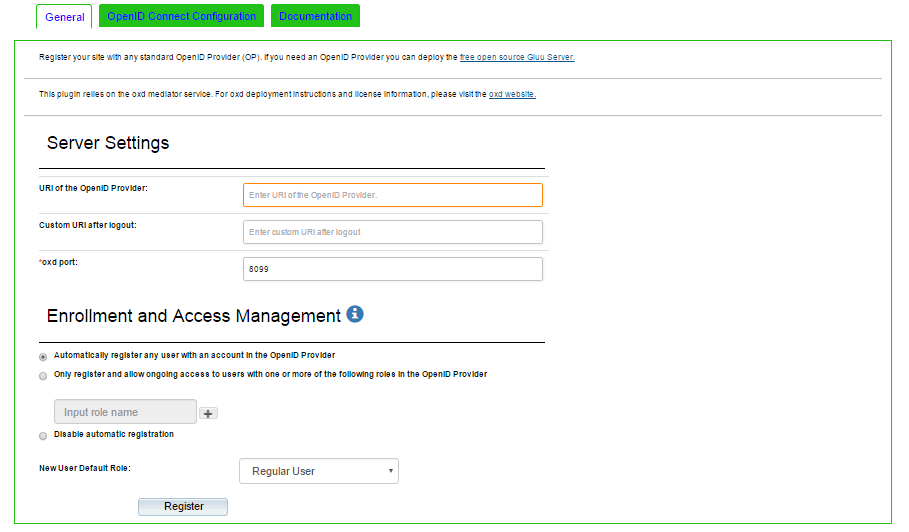 General
OpenID Connect Configuration
Documentation
Register your site with any standard OpenID Provider (OP). If you need an OpenID Provider you can deploy the free open source Gluu Server.
This plugin relies on the oxd mediator service. For oxd deployment instructions and license information, please visit the oxd website.
Server Settings
URI of the OpenID Provider:
Enter URI of the OpenID Provider.
Custom URI after logout:
Enter custom URI after logout
*oxd port:
8099
Enrollment and Access Management
Automatically register any user with an account in the OpenID Provider
Only register and allow ongoing access to users with one or more of the following roles in the OpenID Provider
Input role name
Disable automatic registration
New User Default Role:
Regular User
Register